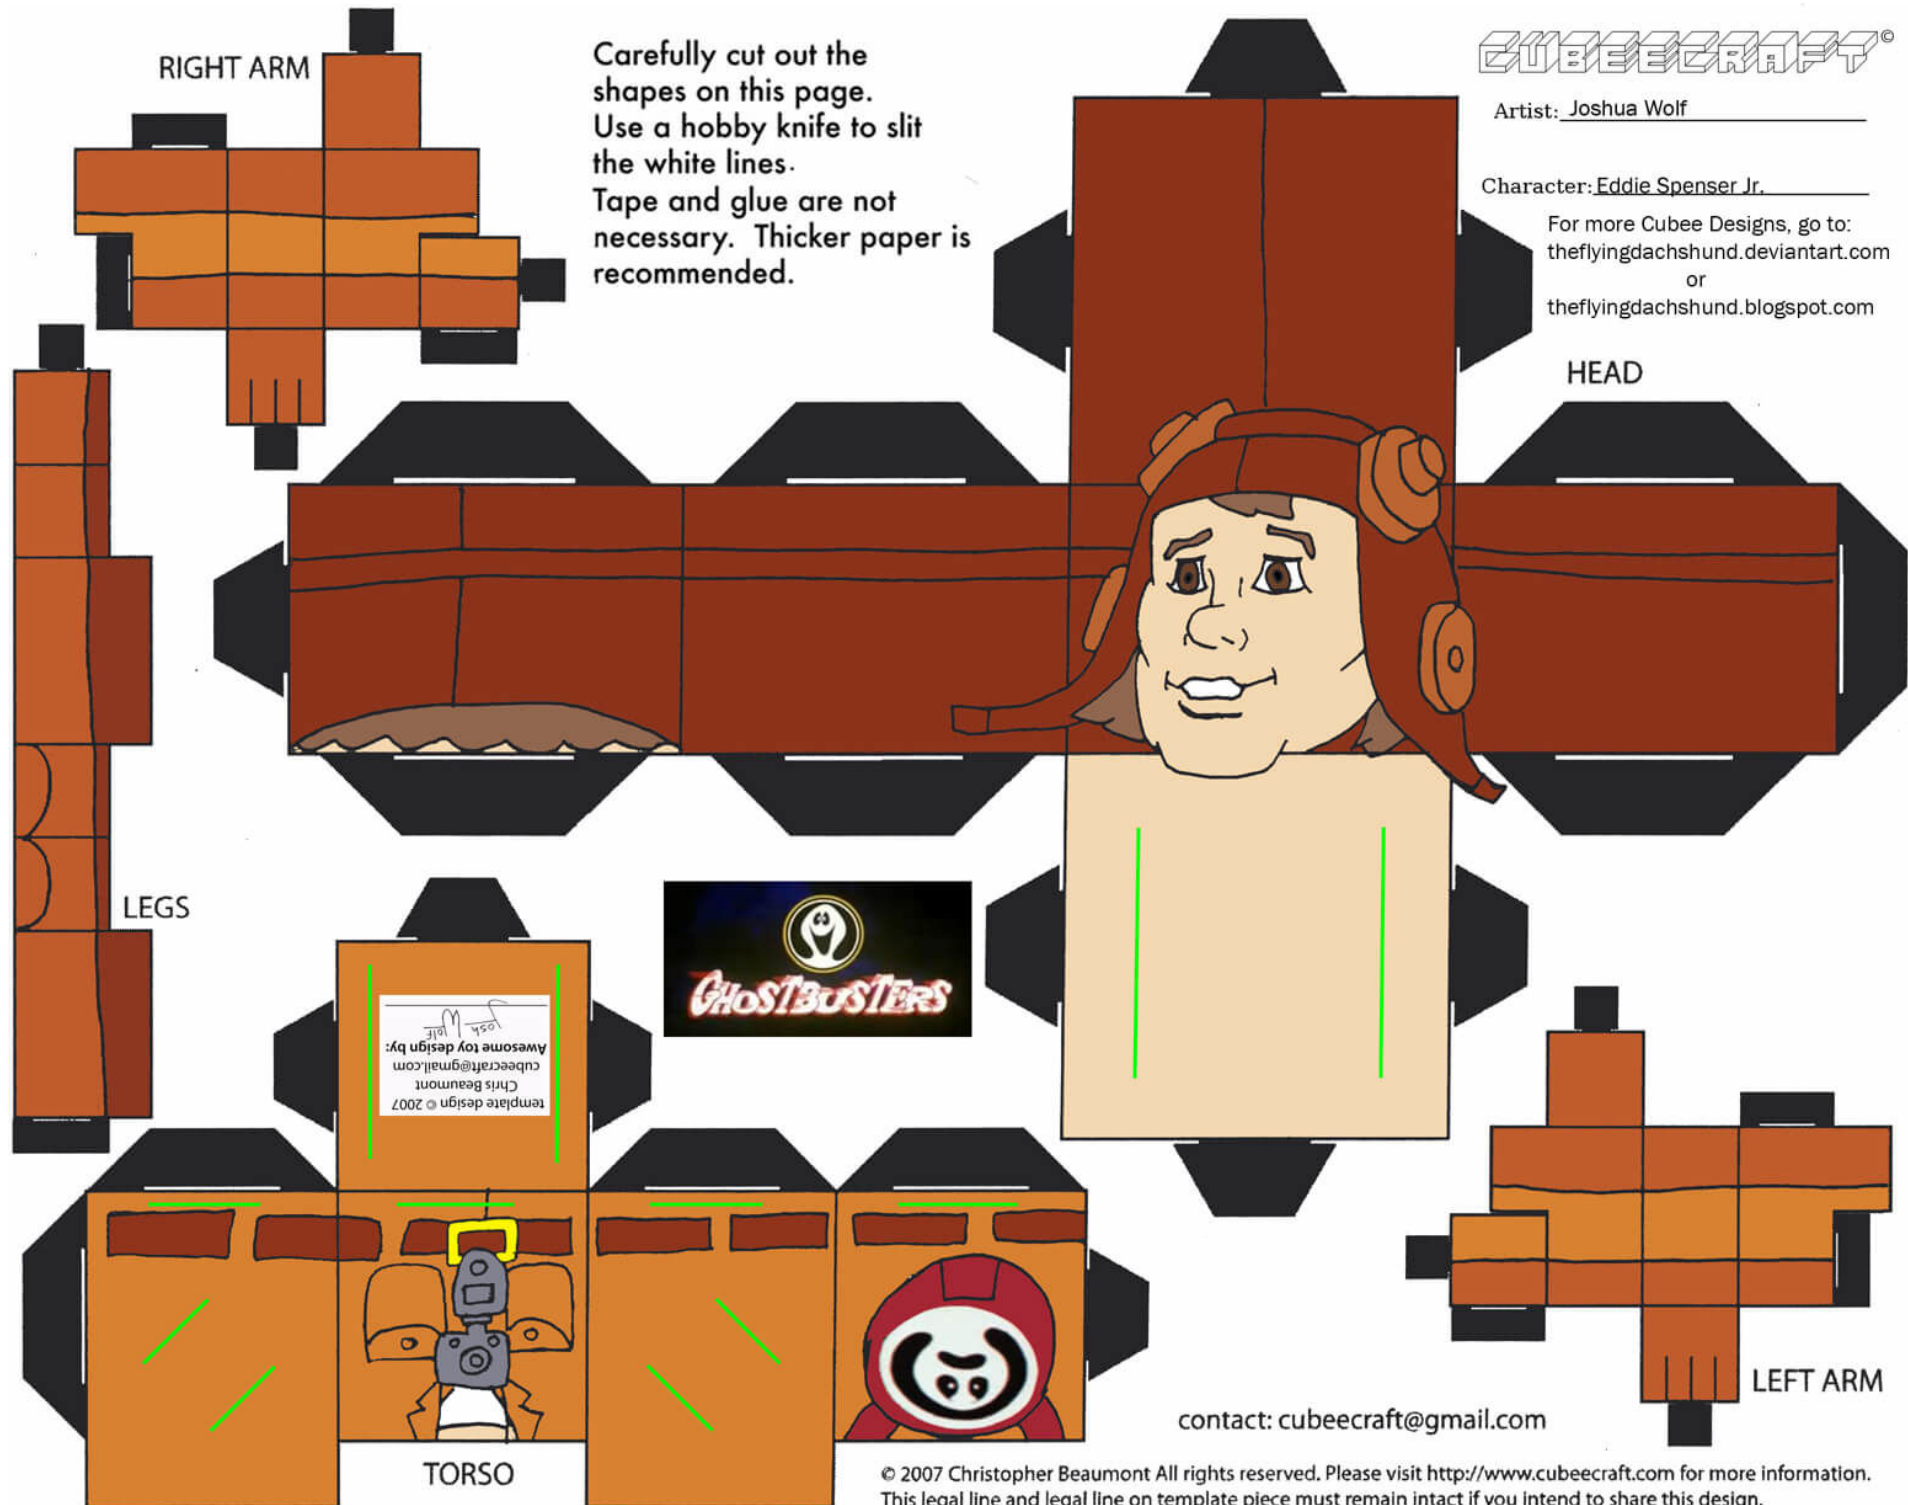 RIGHT ARM
Carefully cut out the
shapes on this page.
Use a hobby knife to slit
the white lines.
Tape and glue are not
necessary. Thicker paper is
recommended.
CUBEECRAFT©
Artist: Joshua Wolf
Character: Eddie Spenser Jr.
For more Cubee Designs, go to:
theflyingdachshund.deviantart.com
or
theflyingdachshund.blogspot.com
HEAD
LEGS
GHOSTBUSTERS
template design © 2007
Chris Beaumont
cubeecraft@gmail.com
Awesome toy design by:
Josh Wolf
TORSO
LEFT ARM
contact: cubeecraft@gmail.com
© 2007 Christopher Beaumont All rights reserved. Please visit http://www.cubeecraft.com for more information.
This legal line and legal line on template piece must remain intact if you intend to share this design.